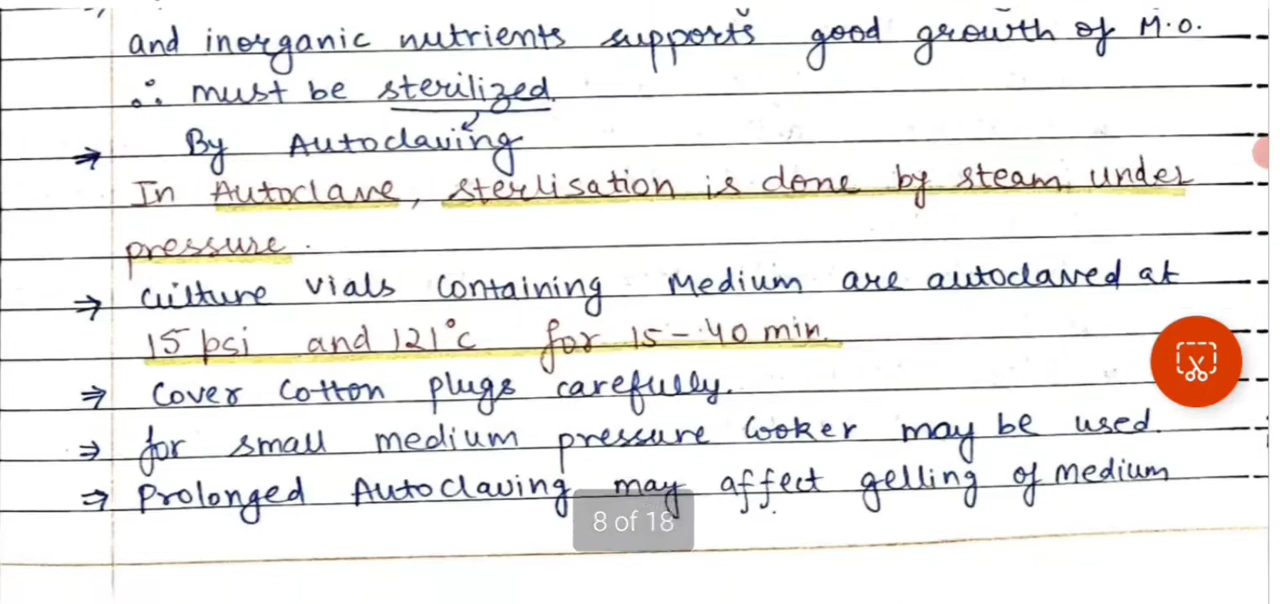 and inorganic nutrients supports good growth of M.O.
∴ must be sterilized.
⇒ By Autoclaving
In Autoclave, sterlisation is done by steam under
pressure.
⇒ culture vials containing Medium are autoclaved at
15 psi and 121°c for 15-40 min.
⇒ Cover Cotton plugs carefully.
⇒ for small medium pressure Cooker may be used.
⇒ Prolonged Autoclaving may affect gelling of medium
8 of 18